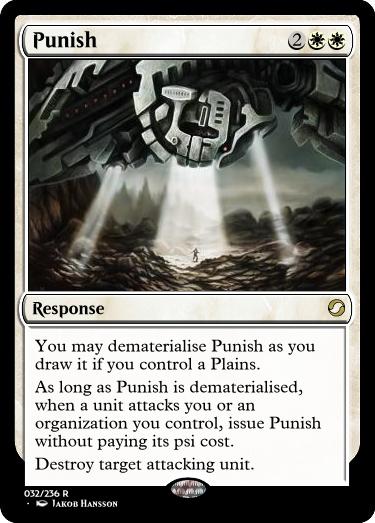 Punish 2
Response
You may dematerialise Punish as you
draw it if you control a Plains.
As long as Punish is dematerialised,
when a unit attacks you or an
organization you control, issue Punish
without paying its psi cost.
Destroy target attacking unit.
032/236 R
· Jakob Hansson